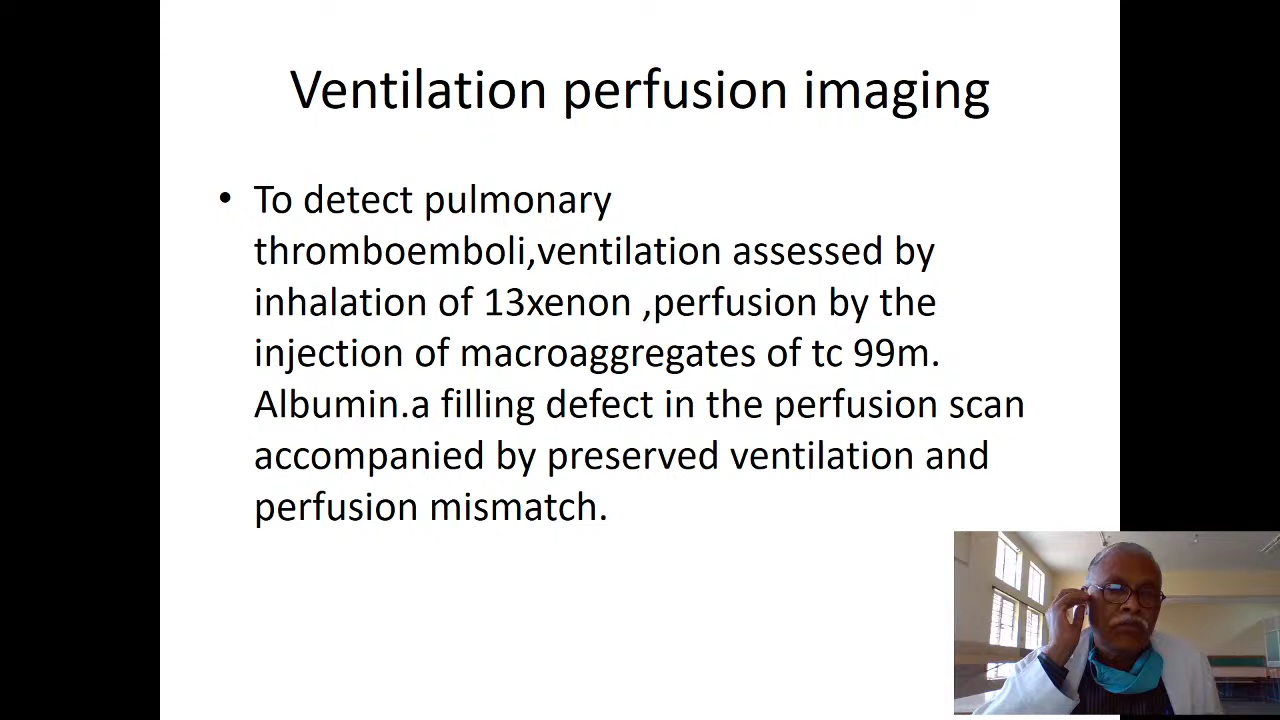 Ventilation perfusion imaging
• To detect pulmonary
thromboemboli,ventilation assessed by
inhalation of 13xenon ,perfusion by the
injection of macroaggregates of tc 99m.
Albumin.a filling defect in the perfusion scan
accompanied by preserved ventilation and
perfusion mismatch.